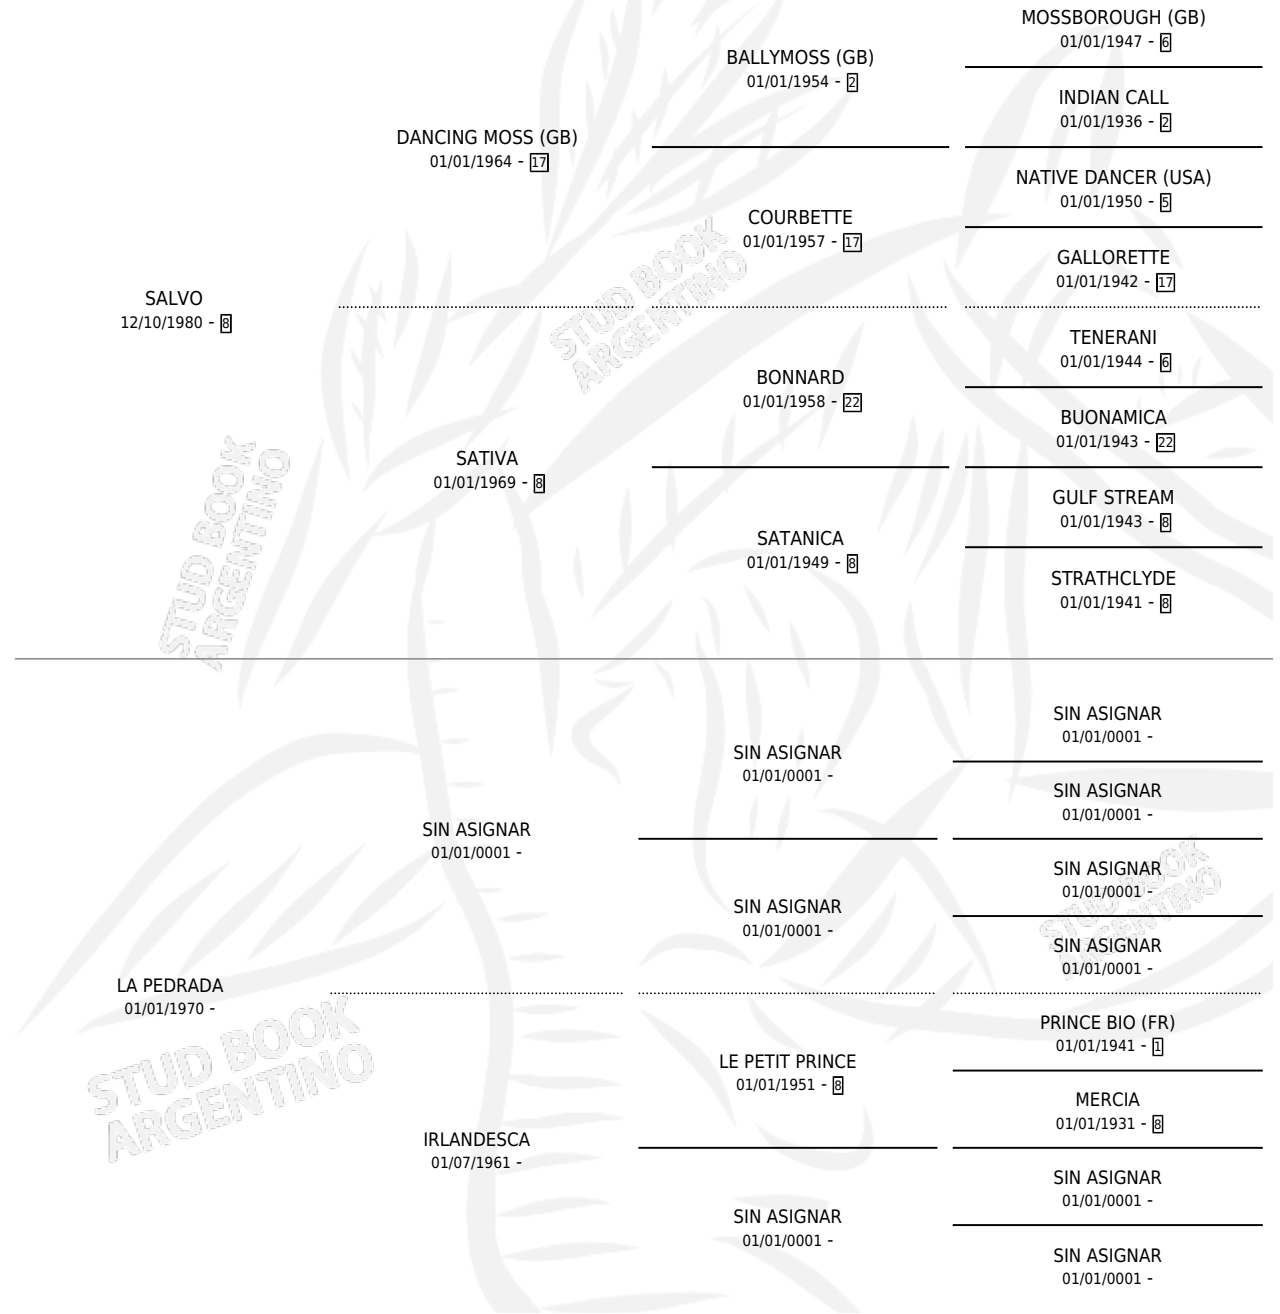 MOSSBOROUGH (GB)
01/01/1947 - 6
BALLYMOSS (GB)
01/01/1954 - 2
INDIAN CALL
01/01/1936 - 2
DANCING MOSS (GB)
01/01/1964 - 17
NATIVE DANCER (USA)
01/01/1950 - 5
COURBETTE
01/01/1957 - 17
GALLORETTE
01/01/1942 - 17
SALVO
12/10/1980 - 8
TENERANI
01/01/1944 - 6
BONNARD
01/01/1958 - 22
BUONAMICA
01/01/1943 - 22
SATIVA
01/01/1969 - 8
GULF STREAM
01/01/1943 - 8
SATANICA
01/01/1949 - 8
STRATHCLYDE
01/01/1941 - 8
SIN ASIGNAR
01/01/0001 -
SIN ASIGNAR
01/01/0001 -
SIN ASIGNAR
01/01/0001 -
SIN ASIGNAR
01/01/0001 -
SIN ASIGNAR
01/01/0001 -
SIN ASIGNAR
01/01/0001 -
SIN ASIGNAR
01/01/0001 -
LA PEDRADA
01/01/1970 -
PRINCE BIO (FR)
01/01/1941 - 1
LE PETIT PRINCE
01/01/1951 - 8
MERCIA
01/01/1931 - 8
IRLANDESCA
01/07/1961 -
SIN ASIGNAR
01/01/0001 -
SIN ASIGNAR
01/01/0001 -
SIN ASIGNAR
01/01/0001 -
STUD BOOK
ARGENTINO
STUD BOOK
ARGENTINO
STUD BOOK
ARGENTINO
STUD BOOK
ARGENTINO